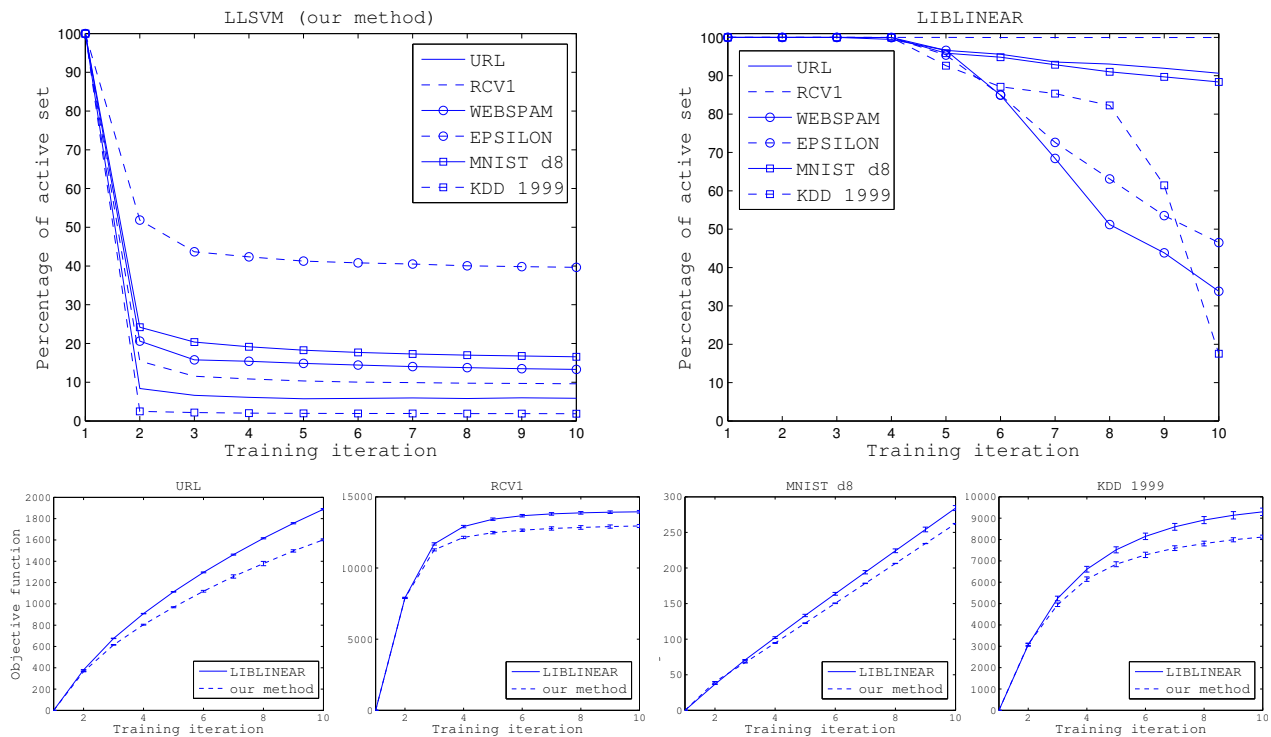 LLSVM (our method)
Percentage of active set
100
90
80
70
60
50
40
30
20
10
0
URL
RCV1
WEBSPAM
EPSILON
MNIST d8
KDD 1999
1 2 3 4 5 6 7 8 9 10
Training iteration
LIBLINEAR
Percentage of active set
100
90
80
70
60
50
40
30
20
10
0
URL
RCV1
WEBSPAM
EPSILON
MNIST d8
KDD 1999
1 2 3 4 5 6 7 8 9 10
Training iteration
URL
Objective function
2000
1800
1600
1400
1200
1000
800
600
400
200
0
LIBLINEAR
our method
2 4 6 8 10
Training iteration
RCV1
15000
10000
5000
0
LIBLINEAR
our method
2 4 6 8 10
Training iteration
MNIST d8
300
250
200
150
100
50
0
LIBLINEAR
our method
2 4 6 8 10
Training iteration
KDD 1999
10000
9000
8000
7000
6000
5000
4000
3000
2000
1000
0
LIBLINEAR
our method
2 4 6 8 10
Training iteration